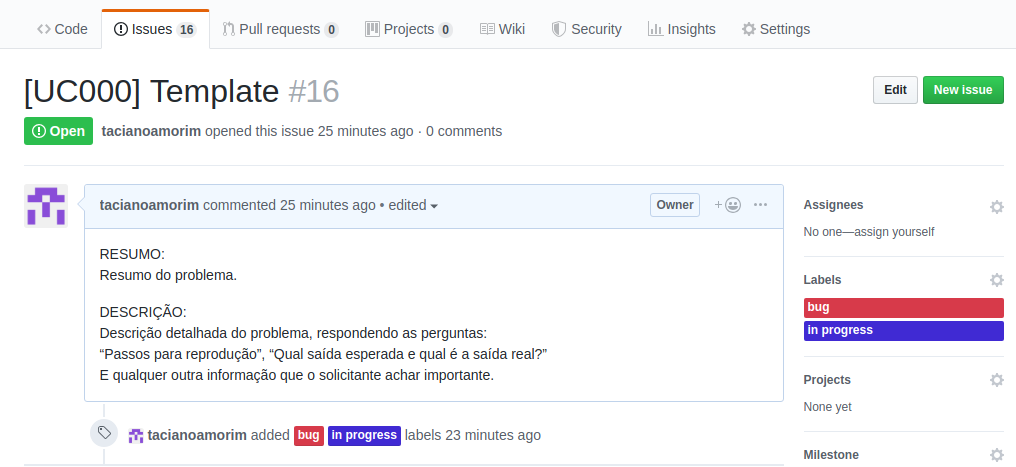 Code Issues 16 Pull requests 0 Projects 0 Wiki Security Insights Settings
[UC000] Template #16
Edit New issue
Open tacianoamorim opened this issue 25 minutes ago · 0 comments
tacianoamorim commented 25 minutes ago • edited
Owner
RESUMO:
Resumo do problema.
DESCRIÇÃO:
Descrição detalhada do problema, respondendo as perguntas:
“Passos para reprodução”, “Qual saída esperada e qual é a saída real?”
E qualquer outra informação que o solicitante achar importante.
tacianoamorim added bug in progress labels 23 minutes ago
Assignees
No one—assign yourself
Labels
bug
in progress
Projects
None yet
Milestone